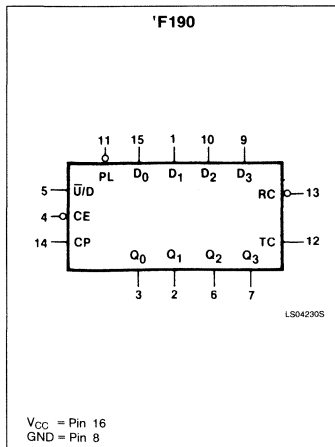 'F190
11 15 1 10 9
PL D0 D1 D2 D3
5 U̅/D RC 13
4 CE
14 CP TC 12
Q0 Q1 Q2 Q3
3 2 6 7
LS04230S
VCC = Pin 16
GND = Pin 8